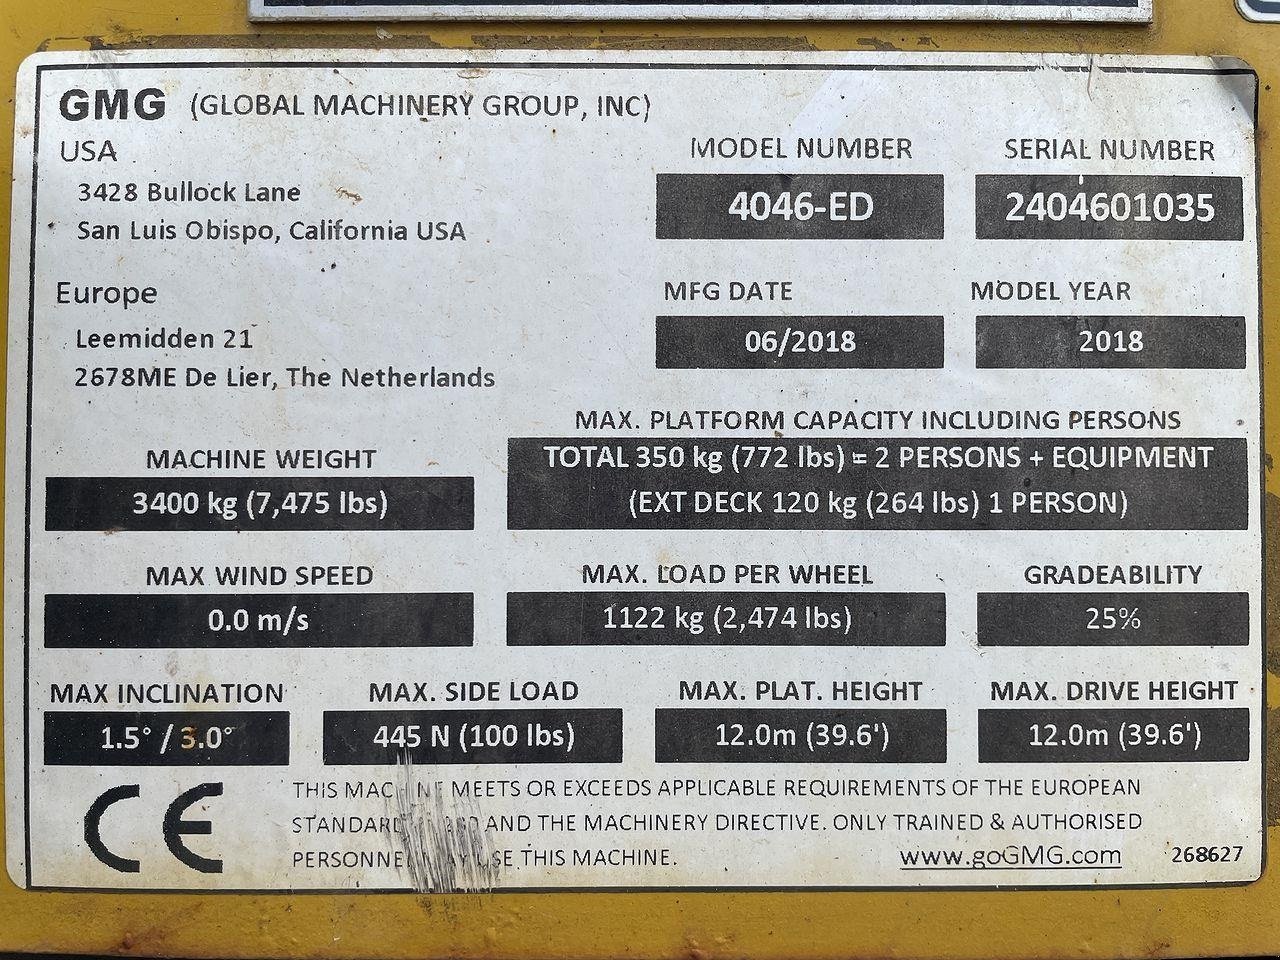 GMG (GLOBAL MACHINERY GROUP, INC)
USA
3428 Bullock Lane
San Luis Obispo, California USA
Europe
Leemidden 21
2678ME De Lier, The Netherlands
MODEL NUMBER
4046-ED
SERIAL NUMBER
2404601035
MFG DATE
06/2018
MODEL YEAR
2018
MACHINE WEIGHT
3400 kg (7,475 lbs)
MAX. PLATFORM CAPACITY INCLUDING PERSONS
TOTAL 350 kg (772 lbs) = 2 PERSONS + EQUIPMENT
(EXT DECK 120 kg (264 lbs) 1 PERSON)
MAX WIND SPEED
0.0 m/s
MAX. LOAD PER WHEEL
1122 kg (2,474 lbs)
GRADEABILITY
25%
MAX INCLINATION
1.5° / 3.0°
MAX. SIDE LOAD
445 N (100 lbs)
MAX. PLAT. HEIGHT
12.0m (39.6')
MAX. DRIVE HEIGHT
12.0m (39.6')
CE
THIS MACHINE MEETS OR EXCEEDS APPLICABLE REQUIREMENTS OF THE EUROPEAN
STANDARD AND THE MACHINERY DIRECTIVE. ONLY TRAINED & AUTHORISED
PERSONNEL MAY USE THIS MACHINE.
www.goGMG.com
268627